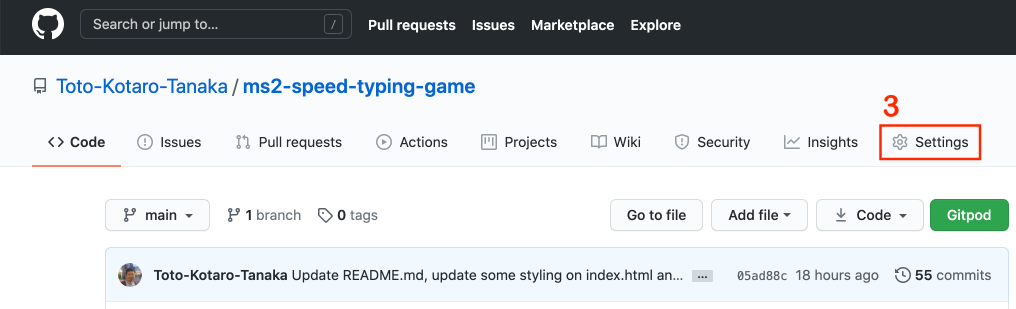 Search or jump to... / Pull requests Issues Marketplace Explore
Toto-Kotaro-Tanaka / ms2-speed-typing-game
3
<> Code Issues Pull requests Actions Projects Wiki Security Insights Settings
main 1 branch 0 tags Go to file Add file Code Gitpod
Toto-Kotaro-Tanaka Update README.md, update some styling on index.html an... ... 05ad88c 18 hours ago 55 commits